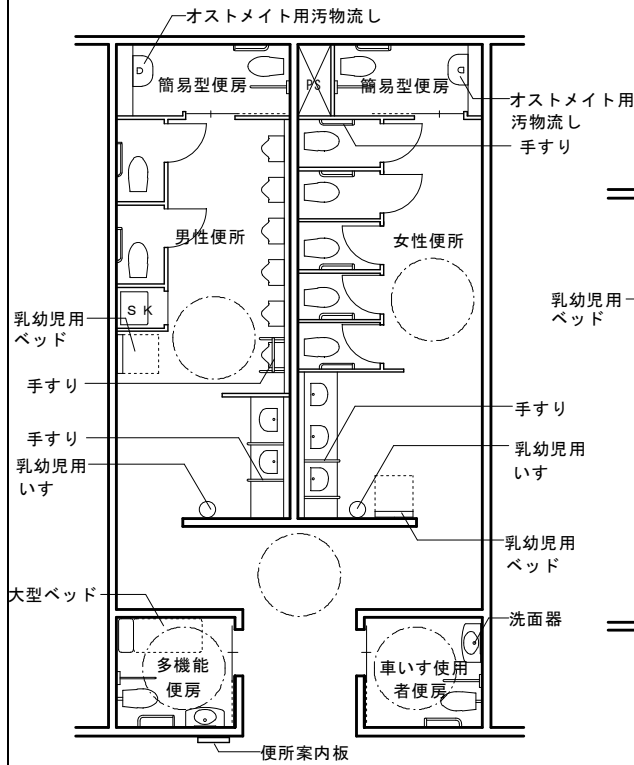 オストメイト用汚物流し
簡易型便房
PS
簡易型便房
オストメイト用
汚物流し
手すり
男性便所
女性便所
SK
乳幼児用
ベッド
乳幼児用
ベッド
手すり
手すり
手すり
乳幼児用
いす
乳幼児用
いす
乳幼児用
ベッド
大型ベッド
洗面器
多機能
便房
車いす使用
者便房
便所案内板